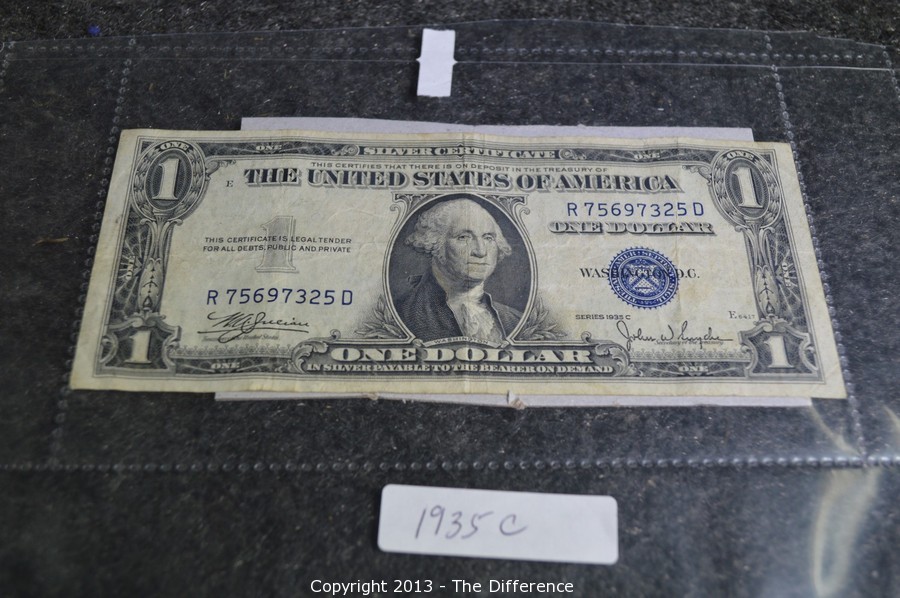 SILVER CERTIFICATE
ONE
ONE
1
1
THIS CERTIFIES THAT THERE IS ON DEPOSIT IN THE TREASURY OF
E
THE UNITED STATES OF AMERICA
R 75697325 D
ONE DOLLAR
1
THIS CERTIFICATE IS LEGAL TENDER
FOR ALL DEBTS, PUBLIC AND PRIVATE
WASHINGTON, D.C.
R 75697325 D
SERIES 1935 C
WASHINGTON
ONE DOLLAR
IN SILVER PAYABLE TO THE BEARER ON DEMAND
1
1
ONE
ONE
1935 C
Copyright 2013 - The Difference